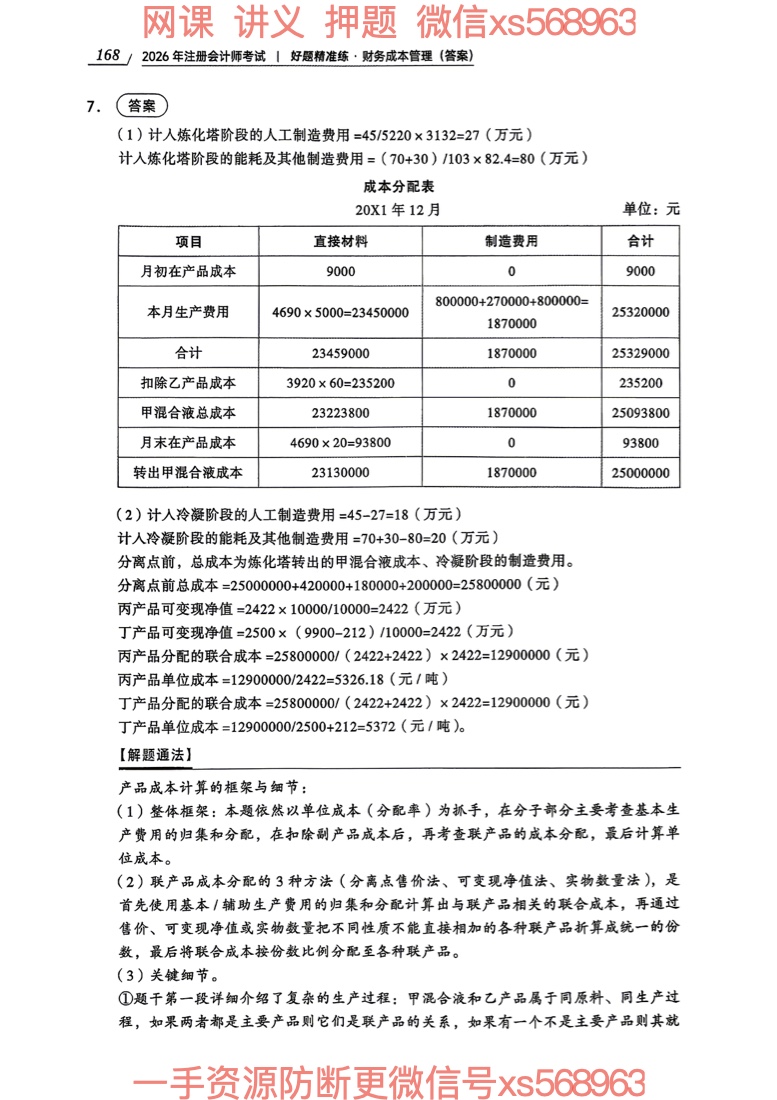 网课 讲义 押题 微信xs568963
168 / 2026年注册会计师考试 | 好题精准练·财务成本管理（答案）
7. 答案
（1）计入炼化塔阶段的人工制造费用=45/5220×3132=27（万元）
计入炼化塔阶段的能耗及其他制造费用=（70+30）/103×82.4=80（万元）
成本分配表
20X1年12月 单位：元
项目 直接材料 制造费用 合计
月初在产品成本 9000 0 9000
本月生产费用 4690×5000=23450000 800000+270000+800000=1870000 25320000
合计 23459000 1870000 25329000
扣除乙产品成本 3920×60=235200 0 235200
甲混合液总成本 23223800 1870000 25093800
月末在产品成本 4690×20=93800 0 93800
转出甲混合液成本 23130000 1870000 25000000
（2）计入冷凝阶段的人工制造费用=45-27=18（万元）
计入冷凝阶段的能耗及其他制造费用=70+30-80=20（万元）
分离点前，总成本为炼化塔转出的甲混合液成本、冷凝阶段的制造费用。
分离点前总成本=25000000+420000+180000+200000=25800000（元）
丙产品可变现净值=2422×10000/10000=2422（万元）
丁产品可变现净值=2500×（9900-212）/10000=2422（万元）
丙产品分配的联合成本=25800000/（2422+2422）×2422=12900000（元）
丙产品单位成本=12900000/2422=5326.18（元/吨）
丁产品分配的联合成本=25800000/（2422+2422）×2422=12900000（元）
丁产品单位成本=12900000/2500+212=5372（元/吨）。
【解题通法】
产品成本计算的框架与细节：
（1）整体框架：本题依然以单位成本（分配率）为抓手，在分子部分主要考查基本生
产费用的归集和分配，在扣除副产品成本后，再考查联产品的成本分配，最后计算单
位成本。
（2）联产品成本分配的3种方法（分离点售价法、可变现净值法、实物数量法），是
首先使用基本/辅助生产费用的归集和分配计算出与联产品相关的联合成本，再通过
售价、可变现净值或实物数量把不同性质不能直接相加的各种联产品折算成统一的份
数，最后将联合成本按份数比例分配至各种联产品。
（3）关键细节。
①题干第一段详细介绍了复杂的生产过程：甲混合液和乙产品属于同原料、同生产过
程，如果两者都是主要产品则它们是联产品的关系，如果有一个不是主要产品则其就
一手资源防断更微信号xs568963